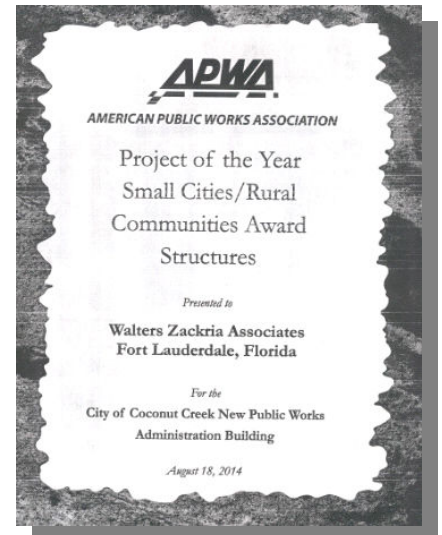 APWA
AMERICAN PUBLIC WORKS ASSOCIATION
Project of the Year
Small Cities/Rural
Communities Award
Structures
Presented to
Walters Zackria Associates
Fort Lauderdale, Florida
For the
City of Coconut Creek New Public Works
Administration Building
August 18, 2014